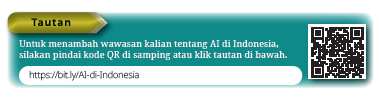 Tautan
Untuk menambah wawasan kalian tentang AI di Indonesia,
silakan pindai kode QR di samping atau klik tautan di bawah.
https://bit.ly/AI-di-Indonesia